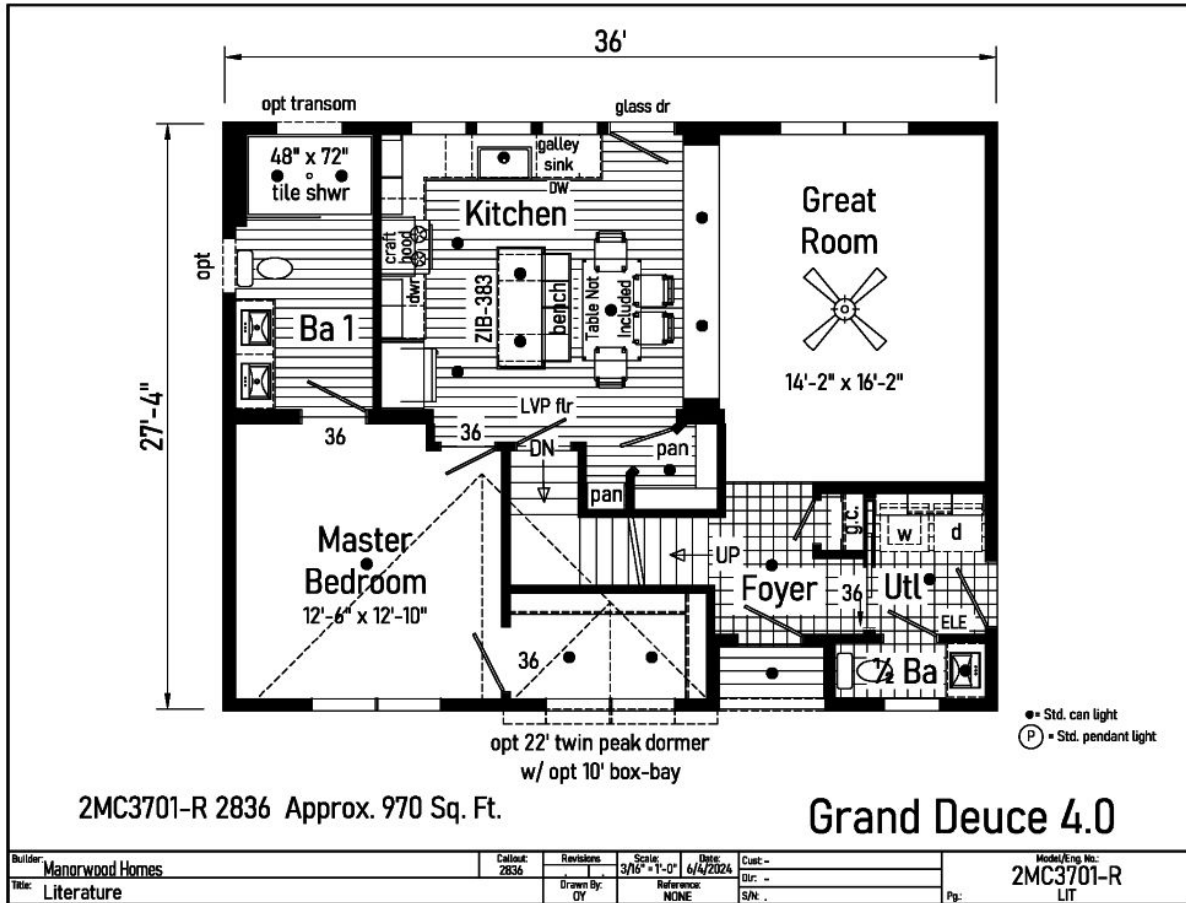 36'
opt transom
glass dr
27'-4"
48" x 72"
tile shwr
galley
sink
DW
Kitchen
Great
Room
craft
hood
opt
dwr
ZIB-383
bench
Table Not
Included
Ba 1
14'-2" x 16'-2"
LVP flr
36
36
DN
pan
pan
g.c.
w
d
Master
Bedroom
12'-6" x 12'-10"
UP
Foyer
36
Utl
ELE
36
½ Ba
opt 22' twin peak dormer
w/ opt 10' box-bay
●= Std. can light
P = Std. pendant light
2MC3701-R 2836 Approx. 970 Sq. Ft.
Grand Deuce 4.0
Builder: Manorwood Homes
Callout: 2836
Revisions
Scale: 3/16" = 1'-0"
Date: 6/4/2024
Cust: -
Dlr: -
S/N: .
Model/Eng. No.: 2MC3701-R
Title: Literature
Drawn By: OY
Reference: NONE
Pg.: LIT